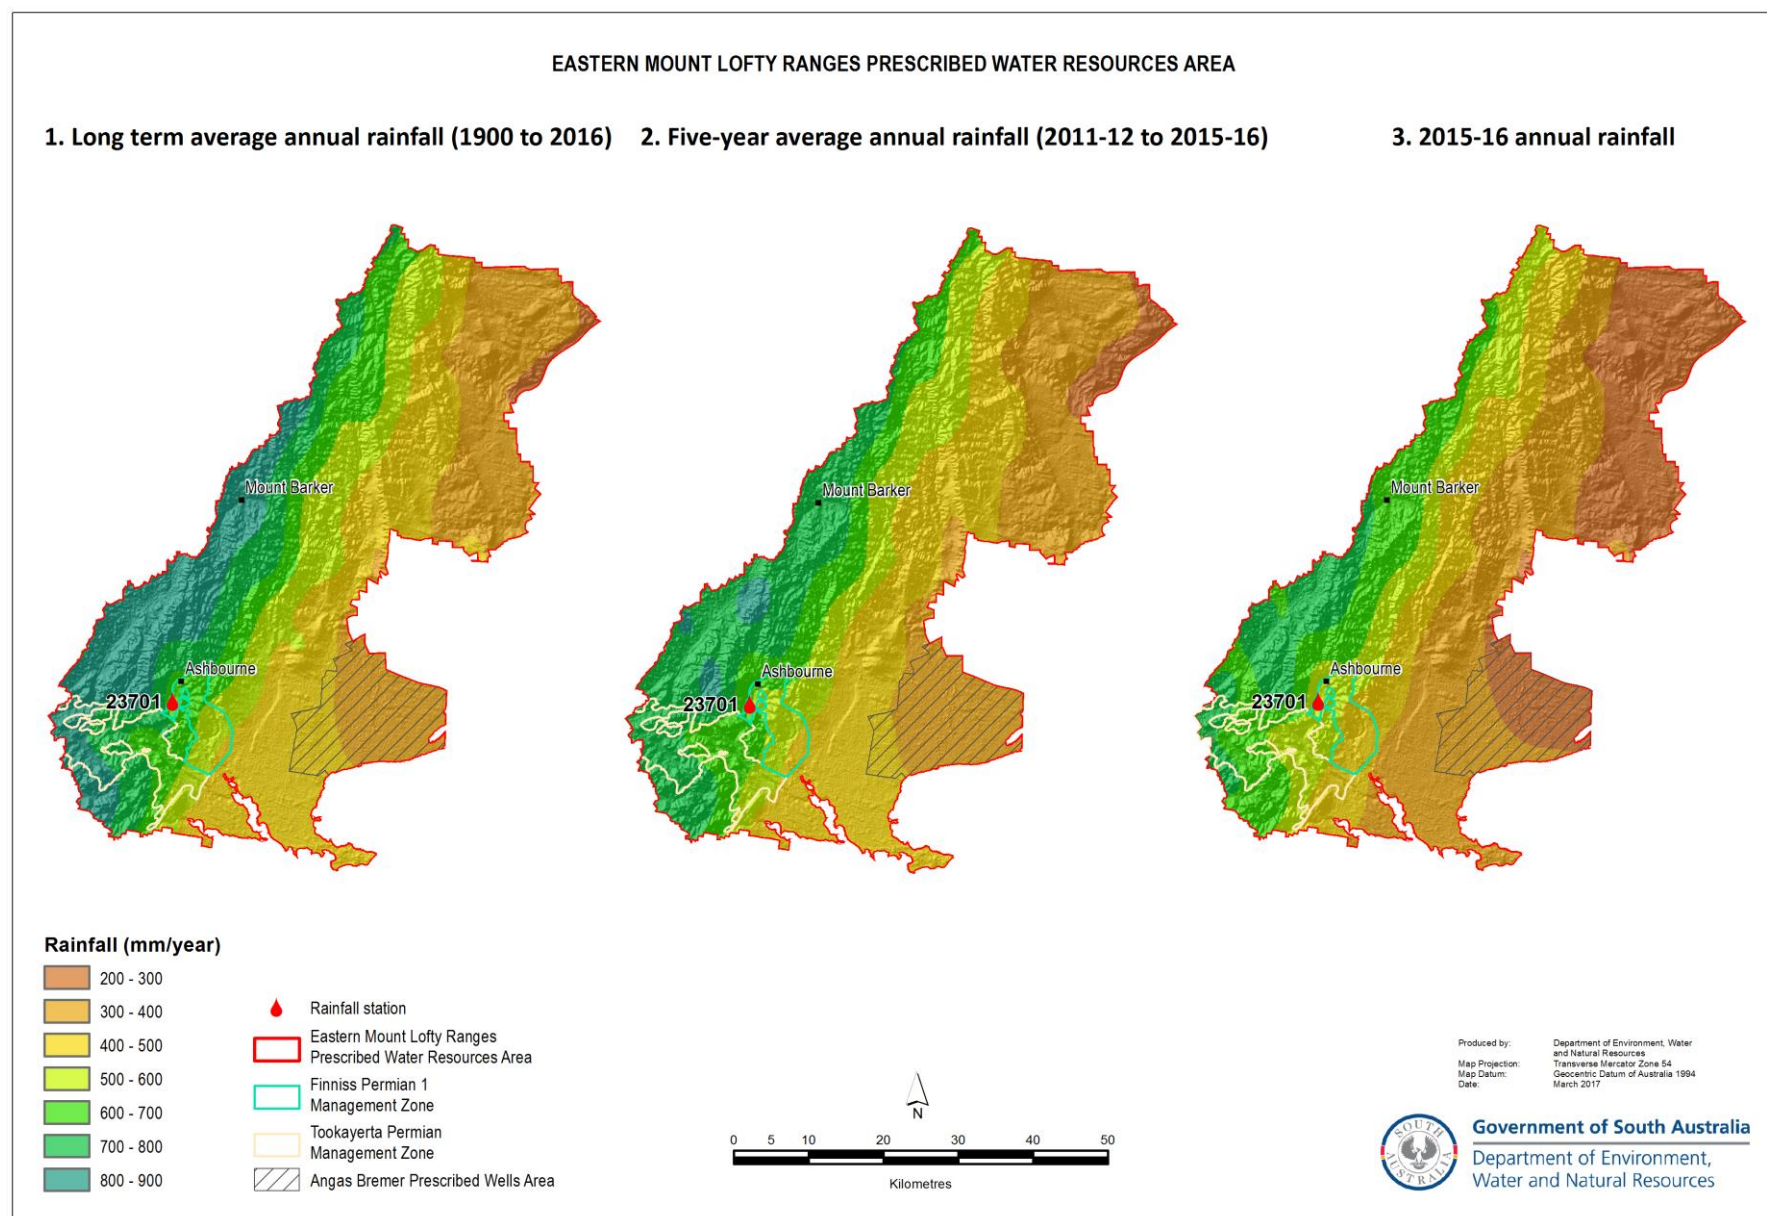 EASTERN MOUNT LOFTY RANGES PRESCRIBED WATER RESOURCES AREA
1. Long term average annual rainfall (1900 to 2016)
2. Five-year average annual rainfall (2011-12 to 2015-16)
3. 2015-16 annual rainfall
Mount Barker
Ashbourne
23701
Mount Barker
Ashbourne
23701
Mount Barker
Ashbourne
23701
Rainfall (mm/year)
200 - 300
300 - 400
400 - 500
500 - 600
600 - 700
700 - 800
800 - 900
Rainfall station
Eastern Mount Lofty Ranges
Prescribed Water Resources Area
Finniss Permian 1
Management Zone
Tookayerta Permian
Management Zone
Angas Bremer Prescribed Wells Area
N
0 5 10 20 30 40 50
Kilometres
Produced by: Department of Environment, Water
and Natural Resources
Map Projection: Transverse Mercator Zone 54
Map Datum: Geocentric Datum of Australia 1994
Date: March 2017
SOUTH
AUSTRALIA
Government of South Australia
Department of Environment,
Water and Natural Resources